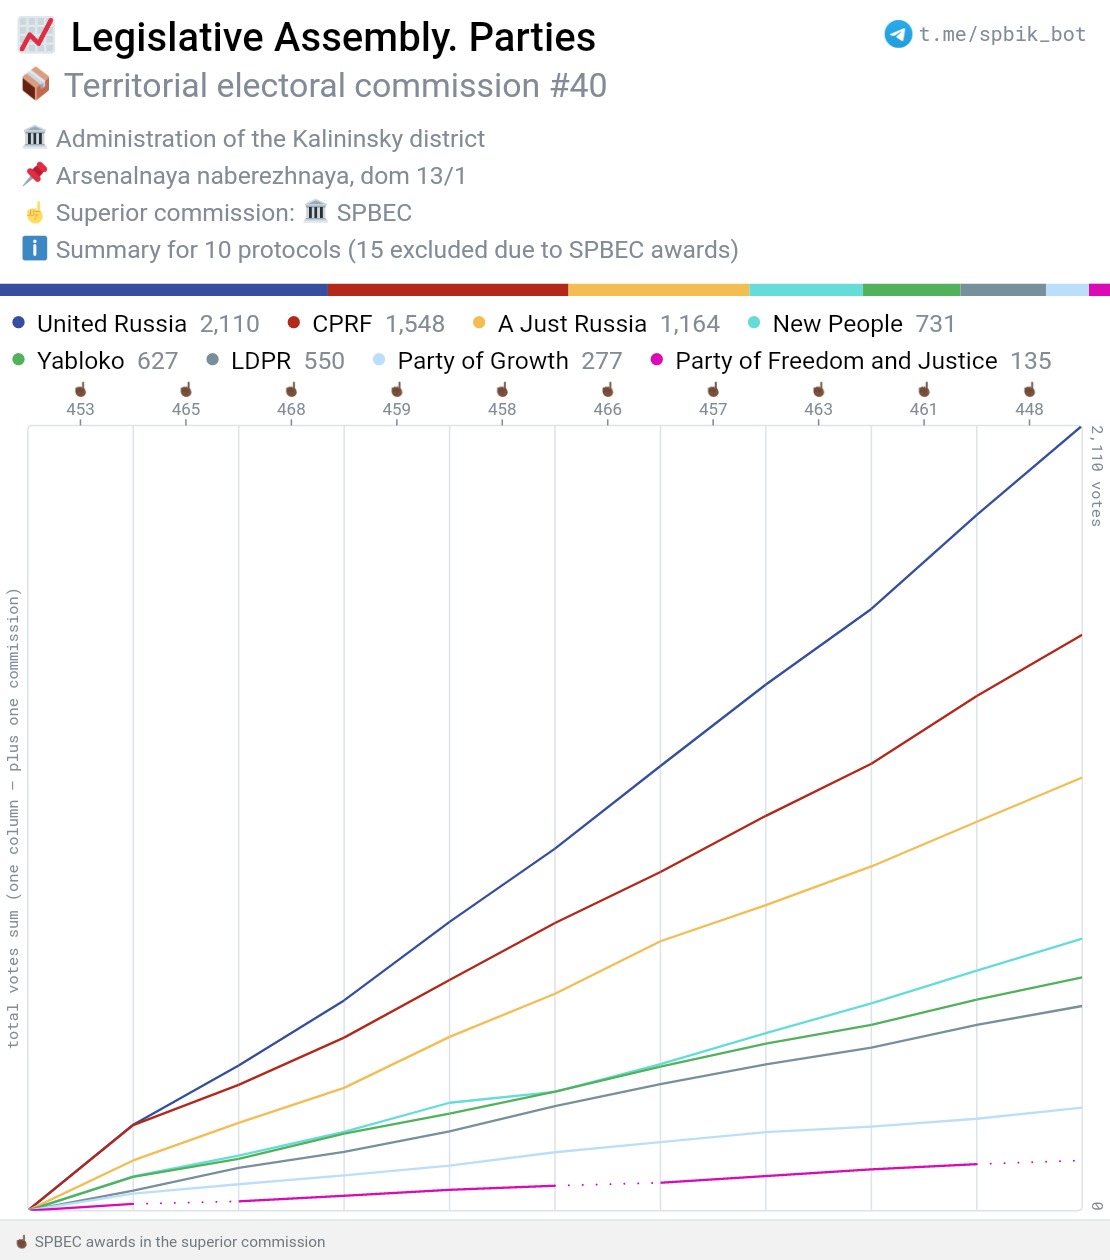 Legislative Assembly. Parties
t.me/spbik_bot
Territorial electoral commission #40
Administration of the Kalininsky district
Arsenalnaya naberezhnaya, dom 13/1
Superior commission: SPBEC
Summary for 10 protocols (15 excluded due to SPBEC awards)
United Russia 2,110 CPRF 1,548 A Just Russia 1,164 New People 731
Yabloko 627 LDPR 550 Party of Growth 277 Party of Freedom and Justice 135
453 465 468 459 458 466 457 463 461 448
2,110 votes
total votes sum (one column – plus one commission)
0
SPBEC awards in the superior commission